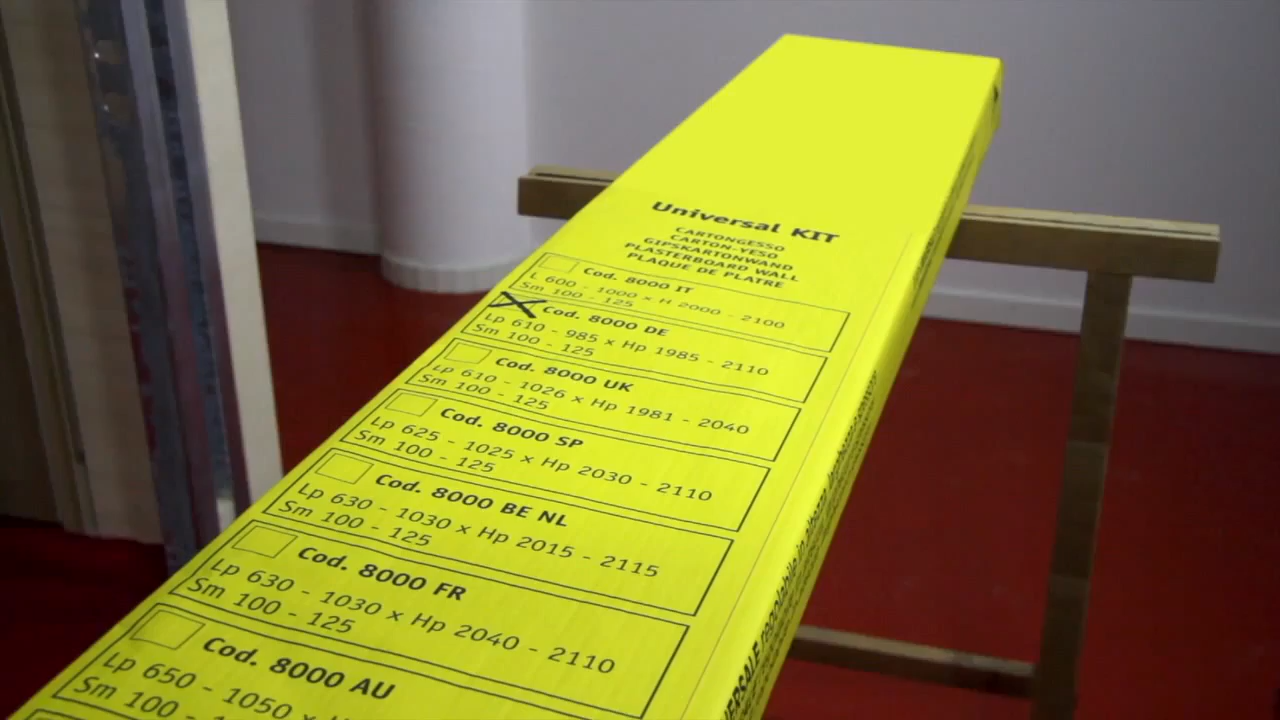 Universal KIT
CARTONGESSO
CARTON-YESO
GIPSKARTONWAND
PLASTERBOARD WALL
PLAQUE DE PLATRE
Cod. 8000 IT
L 600 - 1000 x H 2000 - 2100
Sm 100 - 125
Cod. 8000 DE
Lp 610 - 985 x Hp 1985 - 2110
Sm 100 - 125
Cod. 8000 UK
Lp 610 - 1026 x Hp 1981 - 2040
Sm 100 - 125
Cod. 8000 SP
Lp 625 - 1025 x Hp 2030 - 2110
Sm 100 - 125
Cod. 8000 BE NL
Lp 630 - 1030 x Hp 2015 - 2115
Sm 100 - 125
Cod. 8000 FR
Lp 630 - 1030 x Hp 2040 - 2110
Sm 100 - 125
Cod. 8000 AU
Lp 650 - 1050 x
Sm 100 -